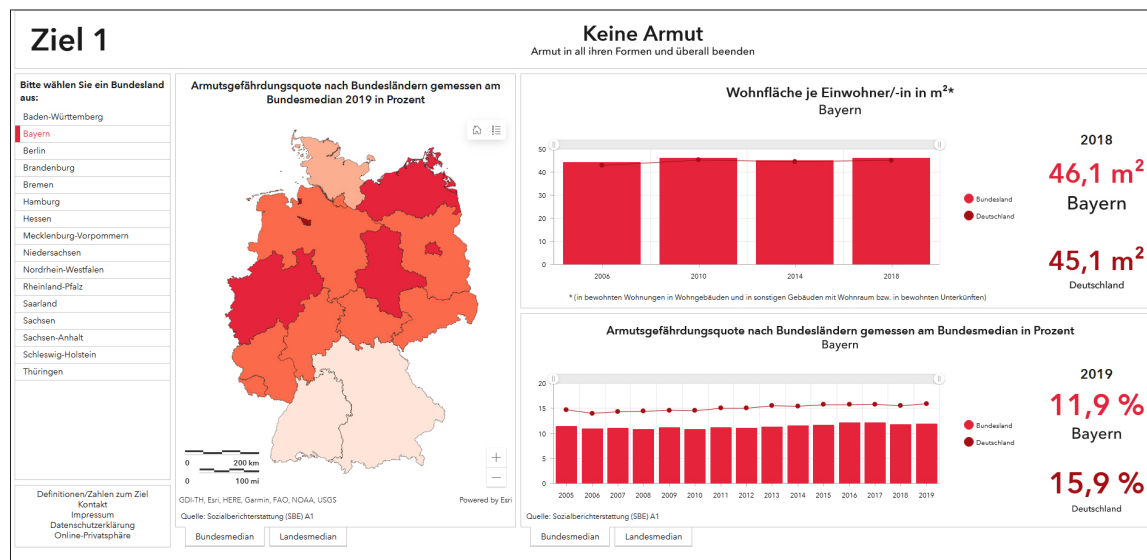 Ziel 1
Keine Armut
Armut in all ihren Formen und überall beenden
Bitte wählen Sie ein Bundesland
aus:
Baden-Württemberg
Bayern
Berlin
Brandenburg
Bremen
Hamburg
Hessen
Mecklenburg-Vorpommern
Niedersachsen
Nordrhein-Westfalen
Rheinland-Pfalz
Saarland
Sachsen
Sachsen-Anhalt
Schleswig-Holstein
Thüringen
Definitionen/Zahlen zum Ziel
Kontakt
Impressum
Datenschutzerklärung
Online-Privatsphäre
Armutsgefährdungsquote nach Bundesländern gemessen am
Bundesmedian 2019 in Prozent
0 200 km
0 100 mi
+
−
GDI-TH, Esri, HERE, Garmin, FAO, NOAA, USGS Powered by Esri
Quelle: Sozialberichterstattung (SBE) A1
Bundesmedian Landesmedian
Wohnfläche je Einwohner/-in in m²*
Bayern
50
40
30
20
10
0
2006 2010 2014 2018
Bundesland
Deutschland
* (in bewohnten Wohnungen in Wohngebäuden und in sonstigen Gebäuden mit Wohnraum bzw. in bewohnten Unterkünften)
2018
46,1 m²
Bayern
45,1 m²
Deutschland
Armutsgefährdungsquote nach Bundesländern gemessen am Bundesmedian in Prozent
Bayern
20
15
10
5
0
2005 2006 2007 2008 2009 2010 2011 2012 2013 2014 2015 2016 2017 2018 2019
Bundesland
Deutschland
2019
11,9 %
Bayern
15,9 %
Deutschland
Quelle: Sozialberichterstattung (SBE) A1
Bundesmedian Landesmedian